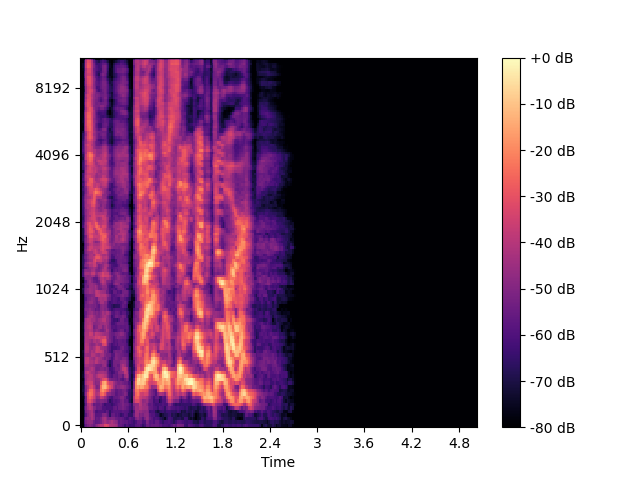 +0 dB
8192
-10 dB
4096
-20 dB
-30 dB
2048
-40 dB
Hz
1024
-50 dB
512
-60 dB
-70 dB
0
-80 dB
0 0.6 1.2 1.8 2.4 3 3.6 4.2 4.8
Time